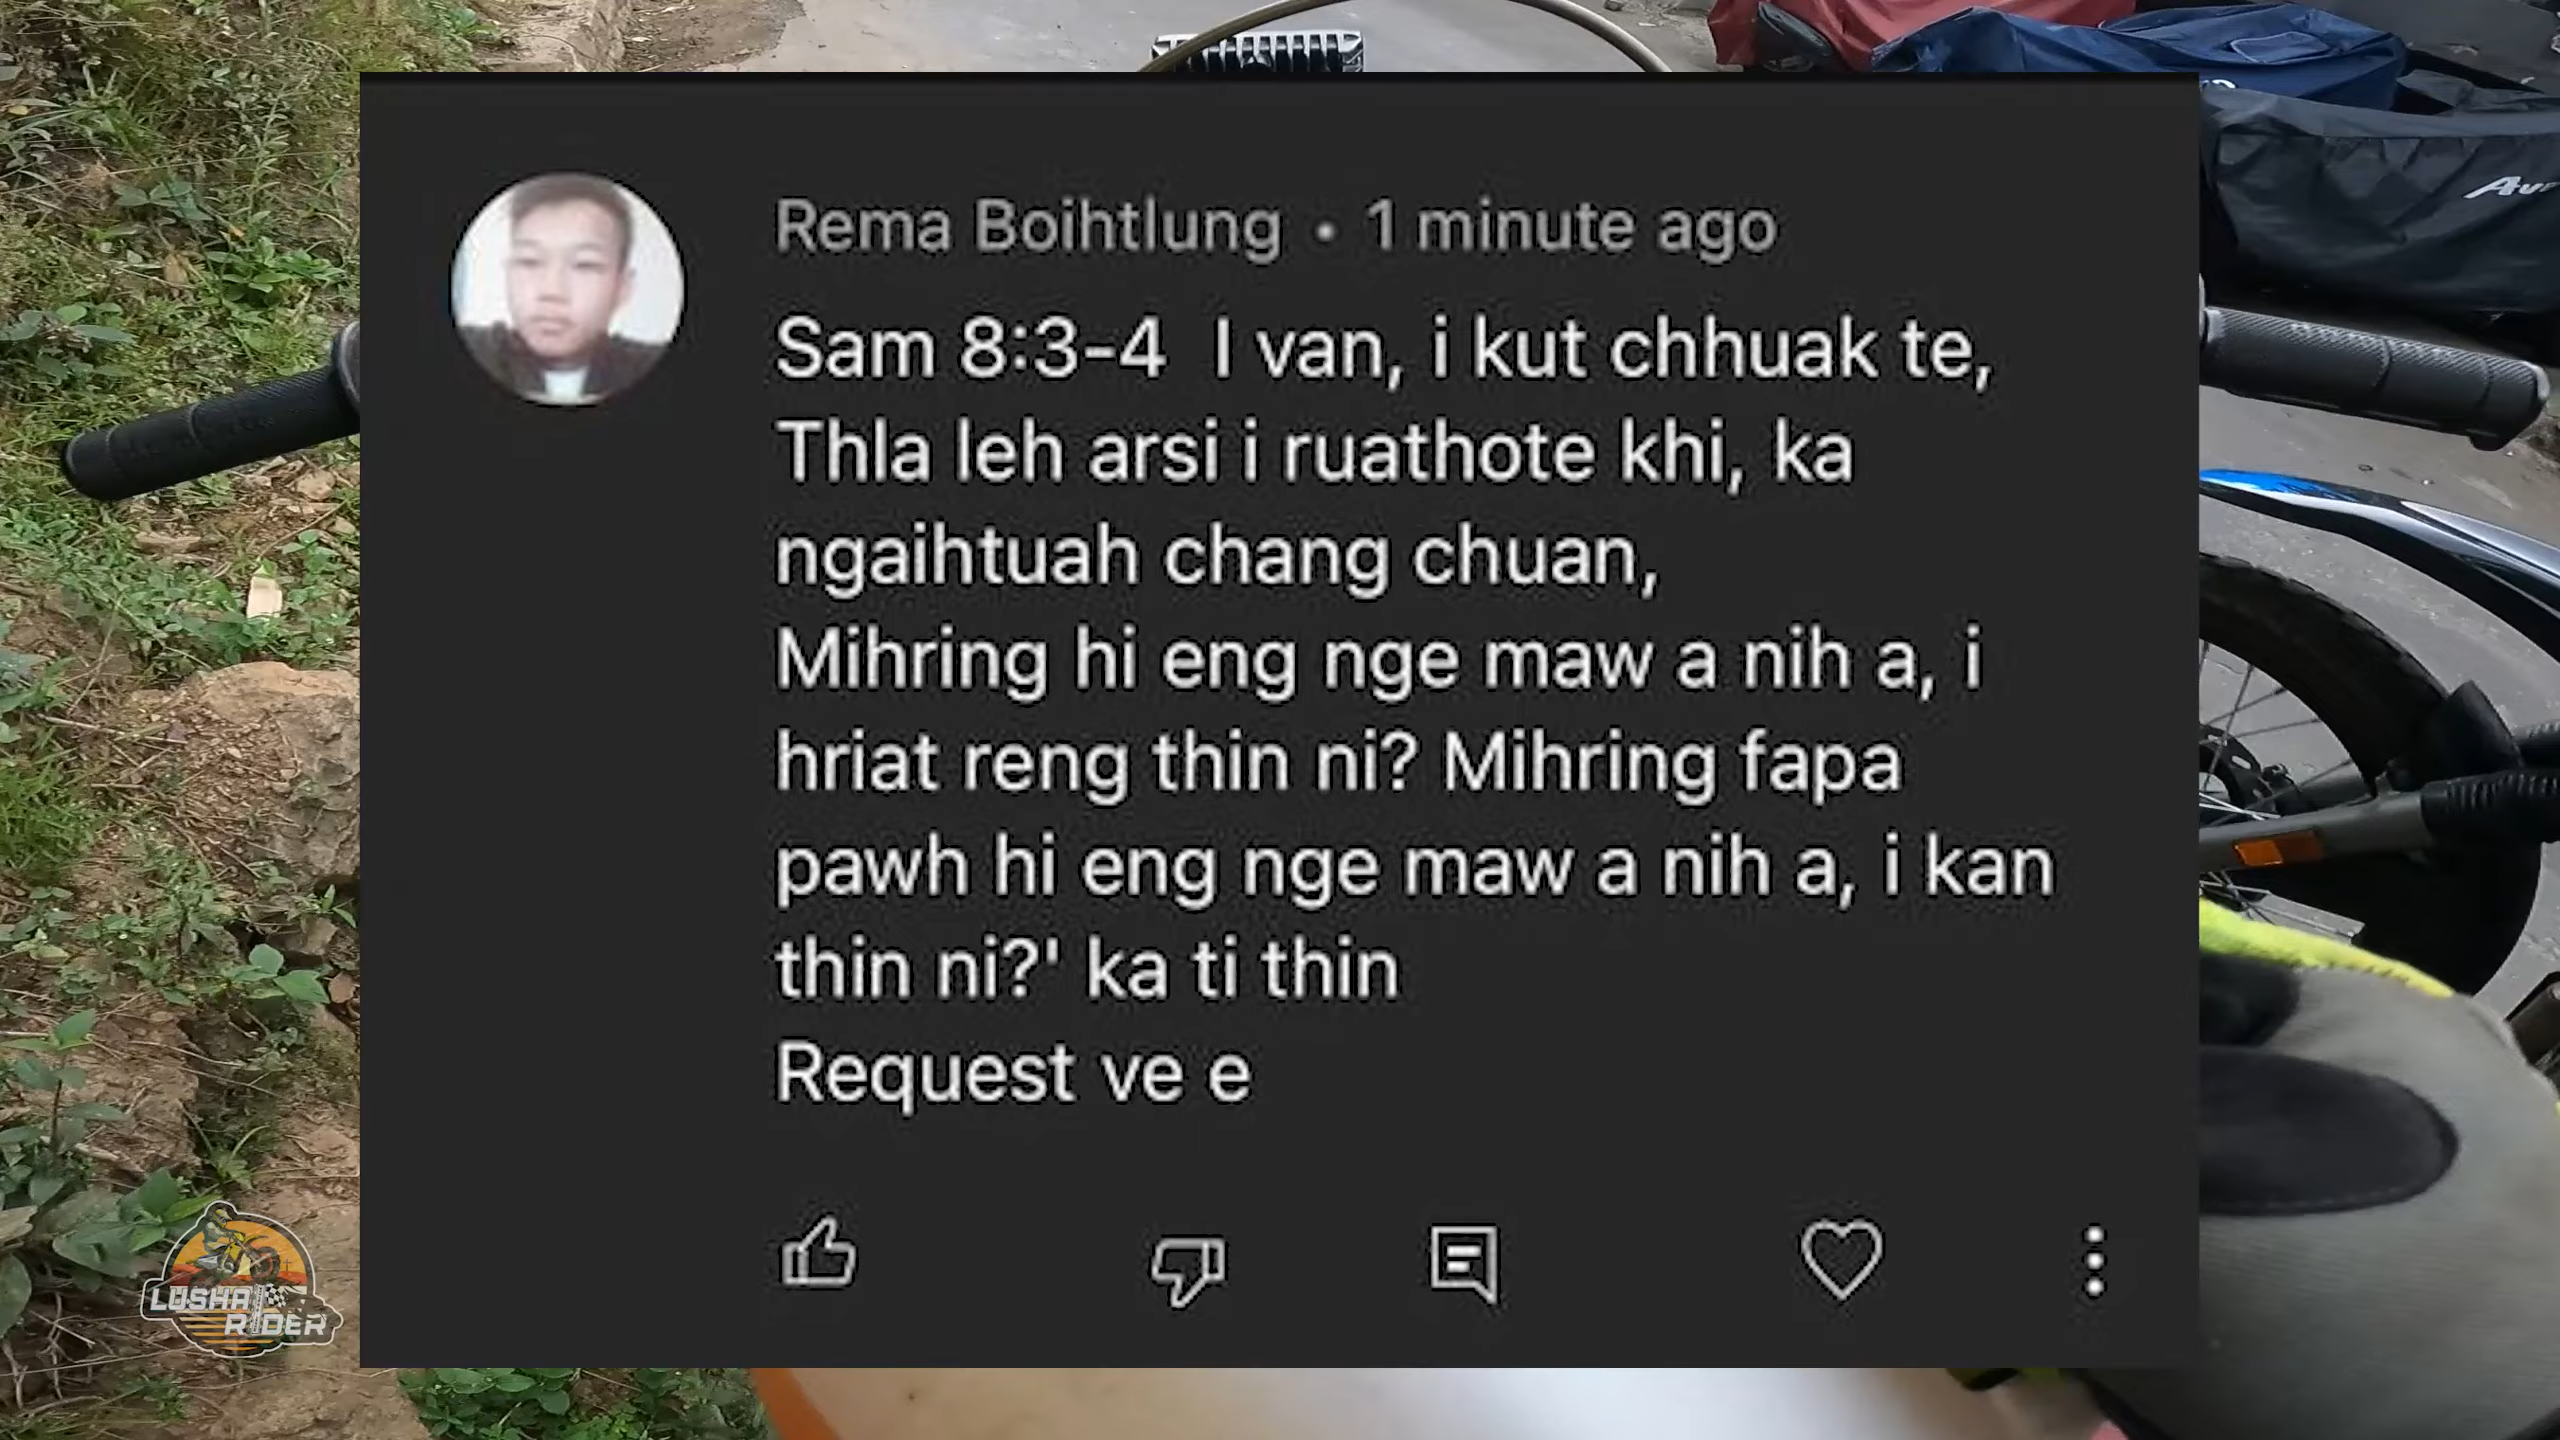 Rema Boihtlung • 1 minute ago
Sam 8:3-4 I van, i kut chhuak te,
Thla leh arsi i ruathote khi, ka
ngaihtuah chang chuan,
Mihring hi eng nge maw a nih a, i
hriat reng thin ni? Mihring fapa
pawh hi eng nge maw a nih a, i kan
thin ni?' ka ti thin
Request ve e
LUSHAI
RIDER